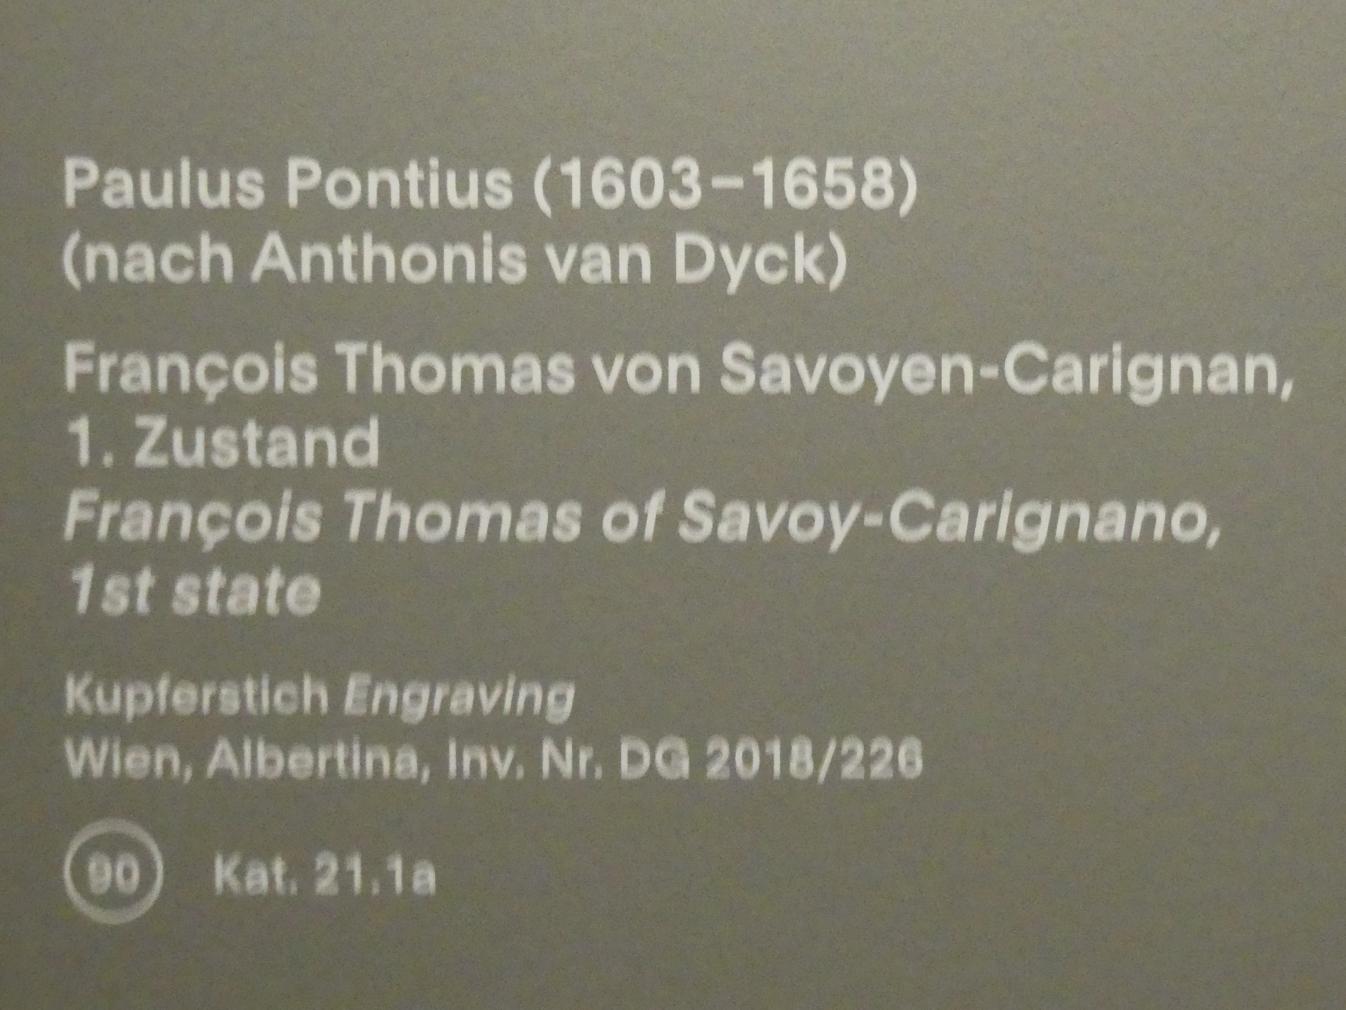 Paulus Pontius (1603–1658)
(nach Anthonis van Dyck)
François Thomas von Savoyen-Carignan,
1. Zustand
François Thomas of Savoy-Carignano,
1st state
Kupferstich Engraving
Wien, Albertina, Inv. Nr. DG 2018/226
90 Kat. 21.1a